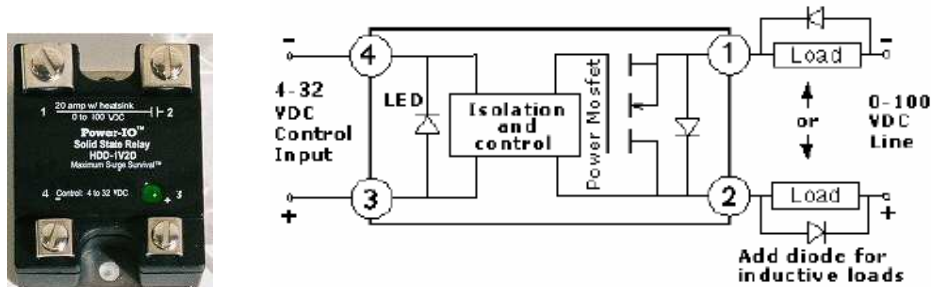 1 20 amp w/ heatsink 2
0 to 100 VDC
Power-IO™
Solid State Relay
HDD-1V20
Maximum Surge Survival™
4 Control: 4 to 32 VDC 3
- +
- 4 1 Load -
4-32
VDC
Control
Input
LED
Isolation
and
control
Power Mosfet
or
0-100
VDC
Line
+ 3 2 Load +
Add diode for
inductive loads